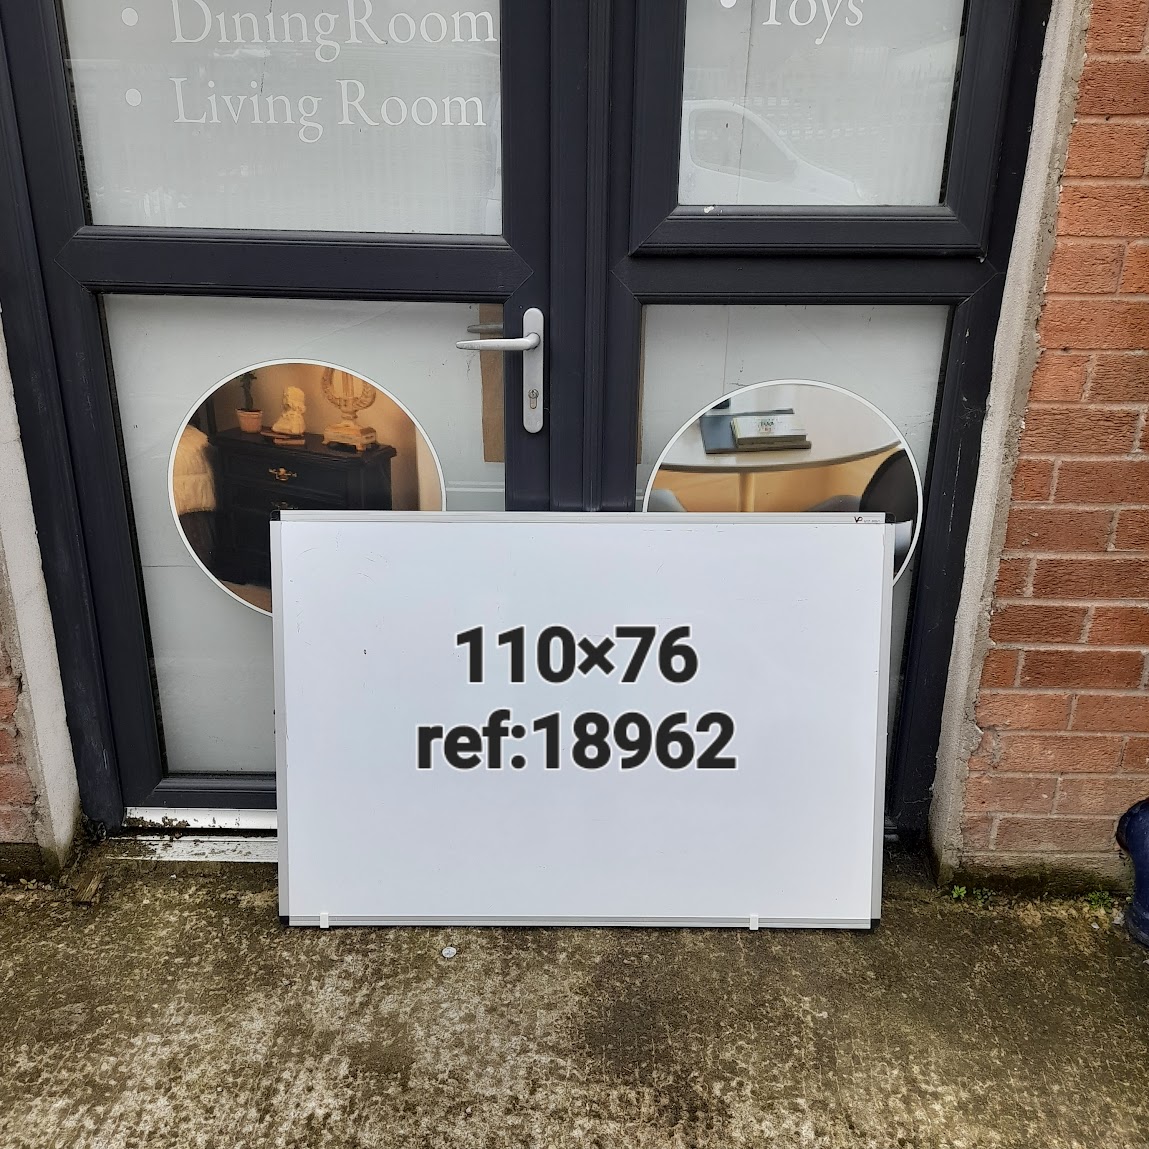 • DiningRoom
• Living Room
• Toys
110×76
ref:18962